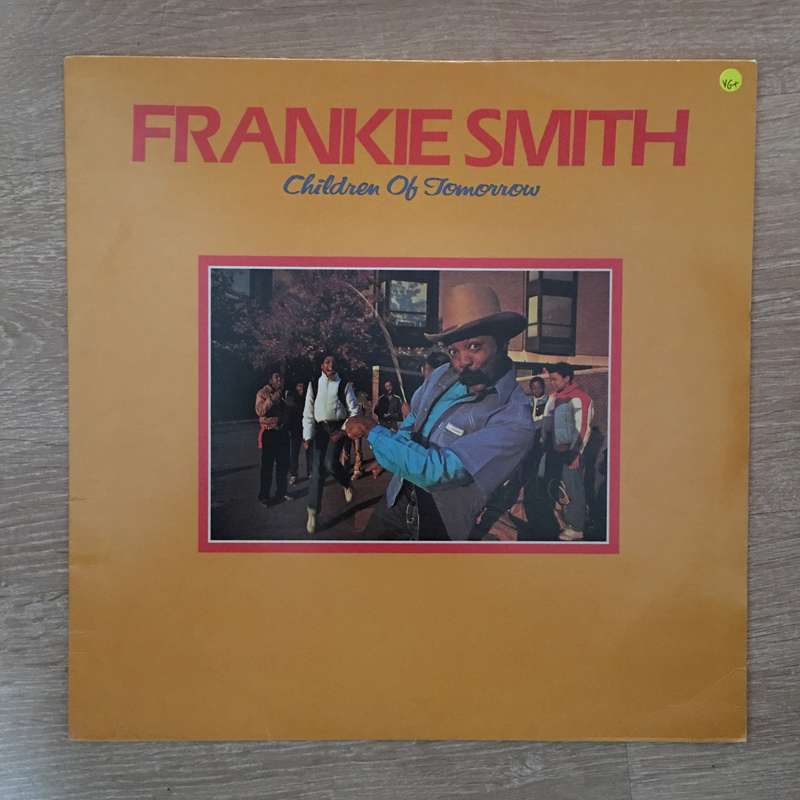 VG+
FRANKIE SMITH
Children Of Tomorrow